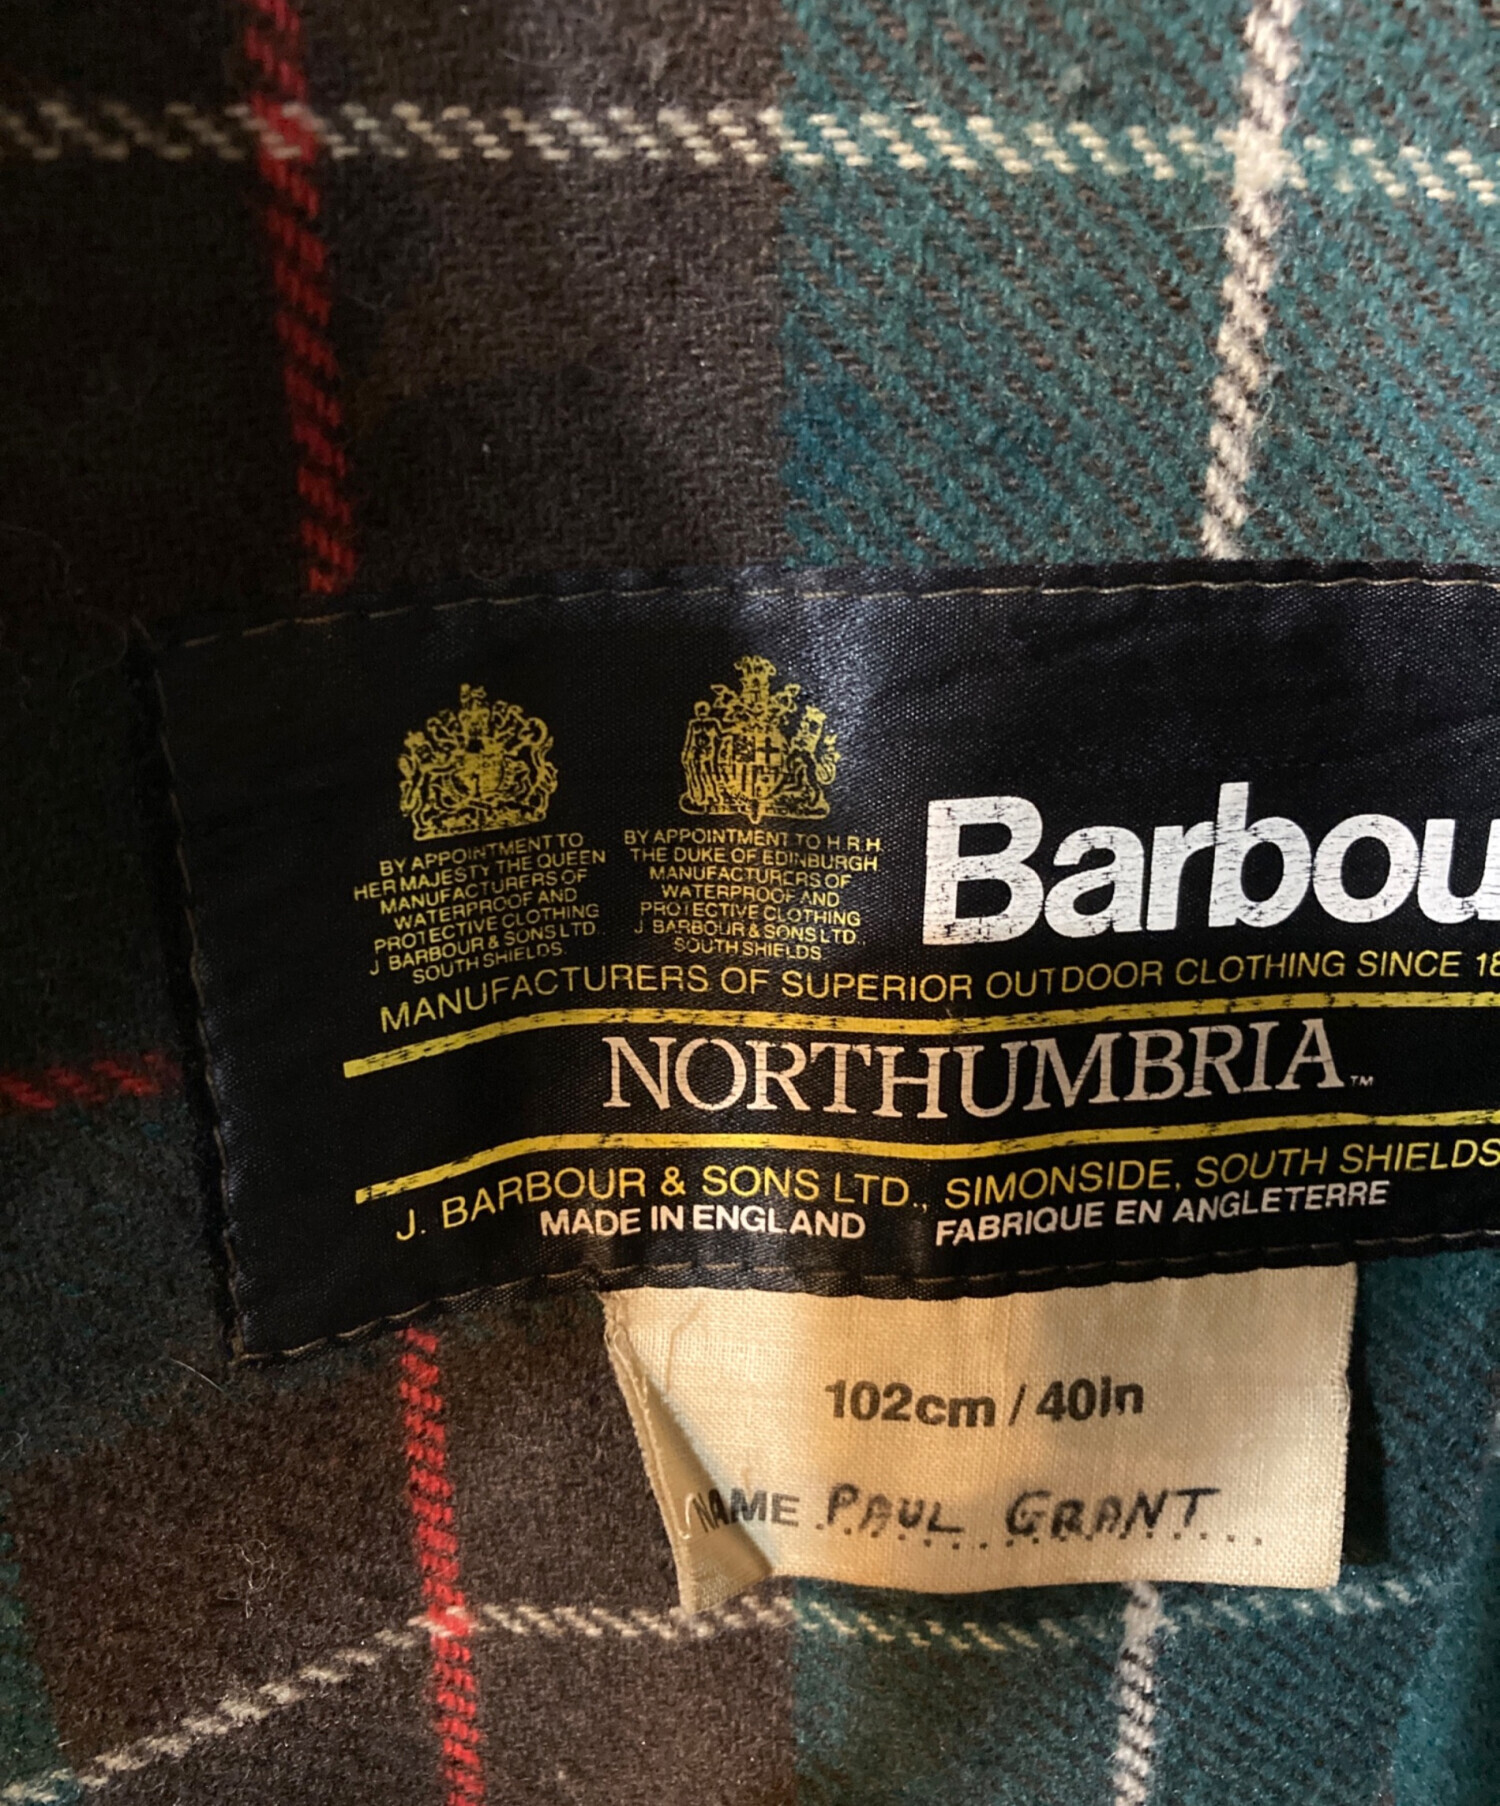 BY APPOINTMENT TO
HER MAJESTY THE QUEEN
MANUFACTURERS OF
WATERPROOF AND
PROTECTIVE CLOTHING
J BARBOUR & SONS LTD.
SOUTH SHIELDS.
BY APPOINTMENT TO H.R.H.
THE DUKE OF EDINBURGH
MANUFACTURERS OF
WATERPROOF AND
PROTECTIVE CLOTHING
J BARBOUR & SONS LTD.
SOUTH SHIELDS
Barbou
MANUFACTURERS OF SUPERIOR OUTDOOR CLOTHING SINCE 18
NORTHUMBRIA™
J. BARBOUR & SONS LTD., SIMONSIDE, SOUTH SHIELDS
MADE IN ENGLAND FABRIQUE EN ANGLETERRE
102cm / 40in
NAME PAUL GRANT